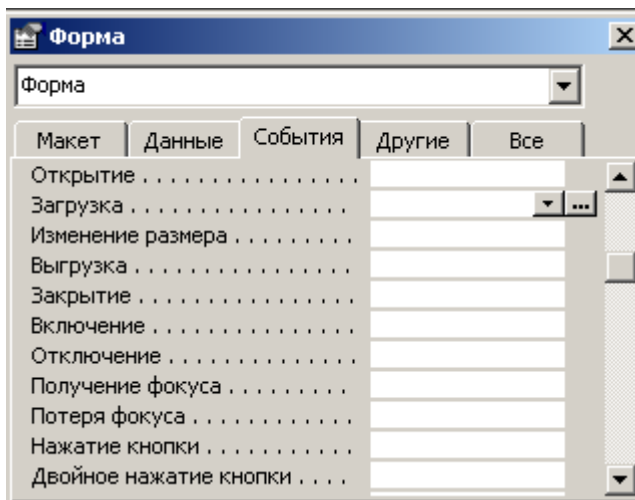 Форма
Форма
Макет Данные События Другие Все
Открытие . . . . . . . . . . . . . . . .
Загрузка . . . . . . . . . . . . . . . . ...
Изменение размера . . . . . . . . .
Выгрузка . . . . . . . . . . . . . . . .
Закрытие . . . . . . . . . . . . . . . .
Включение . . . . . . . . . . . . . . .
Отключение . . . . . . . . . . . . . .
Получение фокуса . . . . . . . . .
Потеря фокуса . . . . . . . . . . . .
Нажатие кнопки . . . . . . . . . . .
Двойное нажатие кнопки . . . .